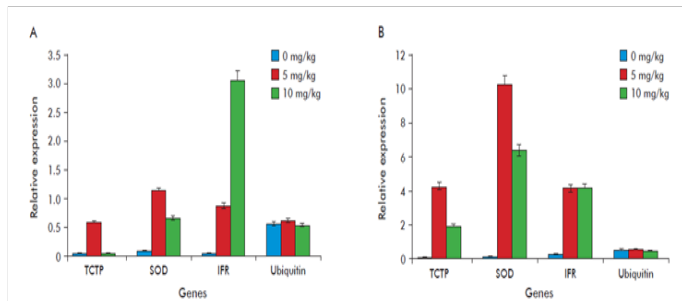 A
3.5
3.0
2.5
2.0
1.5
1.0
0.5
0
Relative expression
0 mg/kg
5 mg/kg
10 mg/kg
TCTP SOD IFR Ubiquitin
Genes
B
12
10
8
6
4
2
0
Relative expression
0 mg/kg
5 mg/kg
10 mg/kg
TCTP SOD IFR Ubiquitin
Genes